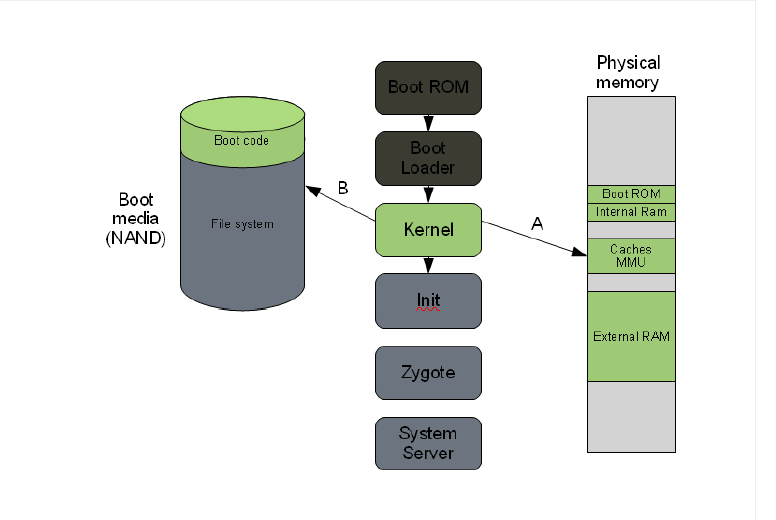 Physical
memory
Boot ROM
Boot code
Boot
Loader
B
Boot
media
(NAND)
File system
Kernel
A
Boot ROM
Internal Ram
Caches
MMU
Init
External RAM
Zygote
System
Server